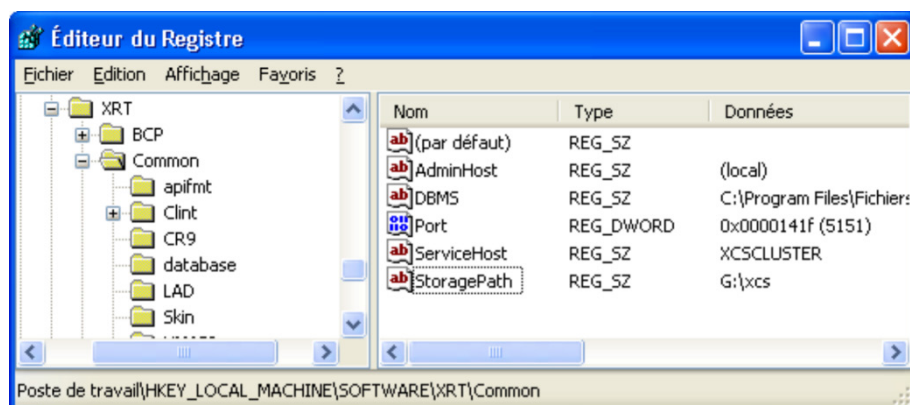 Éditeur du Registre
Fichier Edition Affichage Favoris ?
XRT
BCP
Common
apifmt
Clint
CR9
database
LAD
Skin
Nom Type Données
(par défaut) REG_SZ
AdminHost REG_SZ (local)
DBMS REG_SZ C:\Program Files\Fichiers
Port REG_DWORD 0x0000141f (5151)
ServiceHost REG_SZ XCSCLUSTER
StoragePath REG_SZ G:\xcs
Poste de travail\HKEY_LOCAL_MACHINE\SOFTWARE\XRT\Common